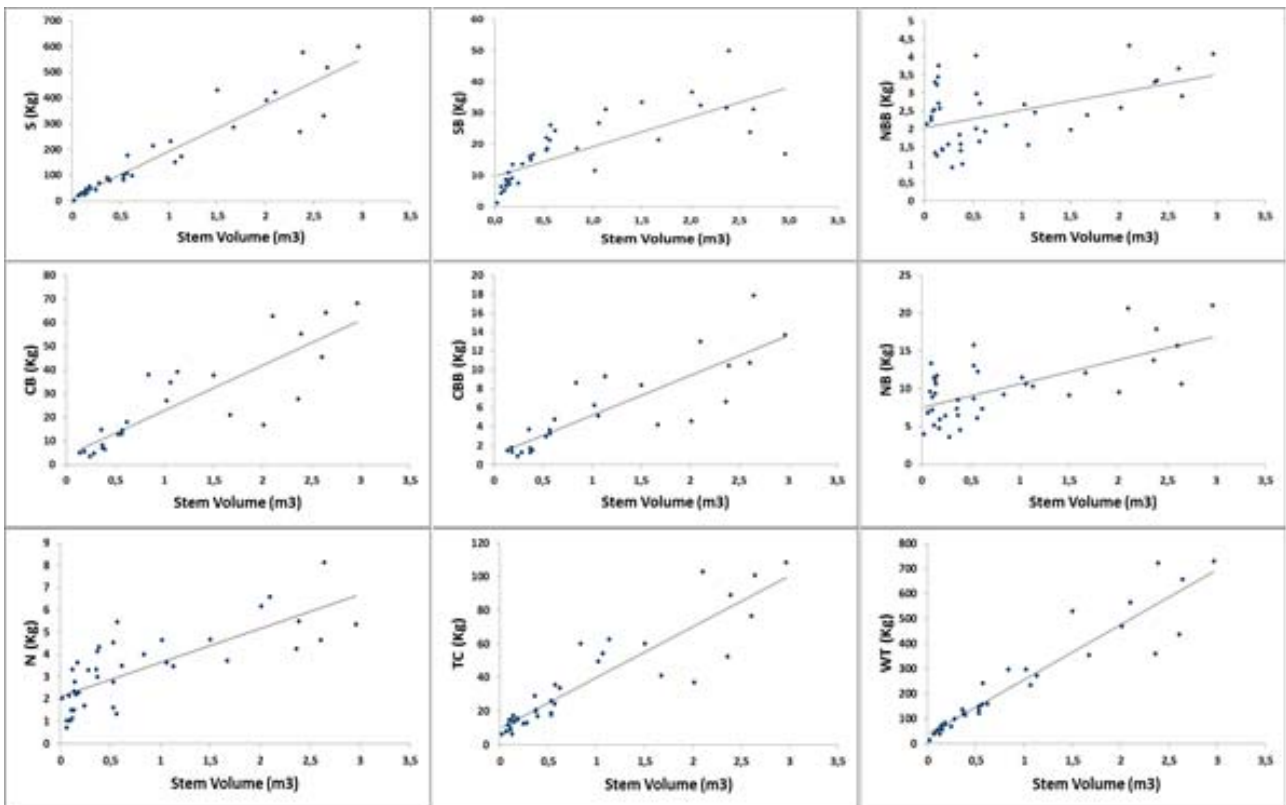 S (Kg)
700
600
500
400
300
200
100
0
0 0,5 1 1,5 2 2,5 3 3,5
Stem Volume (m3)
SB (Kg)
60
50
40
30
20
10
0
0,0 0,5 1,0 1,5 2,0 2,5 3,0 3,5
Stem Volume (m3)
NBB (Kg)
5
4,5
4
3,5
3
2,5
2
1,5
1
0,5
0
0 0,5 1 1,5 2 2,5 3 3,5
Stem Volume (m3)
CB (Kg)
80
70
60
50
40
30
20
10
0
0 0,5 1 1,5 2 2,5 3 3,5
Stem Volume (m3)
CBB (Kg)
20
18
16
14
12
10
8
6
4
2
0
0 0,5 1 1,5 2 2,5 3 3,5
Stem Volume (m3)
NB (Kg)
25
20
15
10
5
0
0 0,5 1 1,5 2 2,5 3 3,5
Stem Volume (m3)
N (Kg)
9
8
7
6
5
4
3
2
1
0
0 0,5 1 1,5 2 2,5 3 3,5
Stem Volume (m3)
TC (Kg)
120
100
80
60
40
20
0
0 0,5 1 1,5 2 2,5 3 3,5
Stem Volume (m3)
WT (Kg)
800
700
600
500
400
300
200
100
0
0 0,5 1 1,5 2 2,5 3 3,5
Stem Volume (m3)